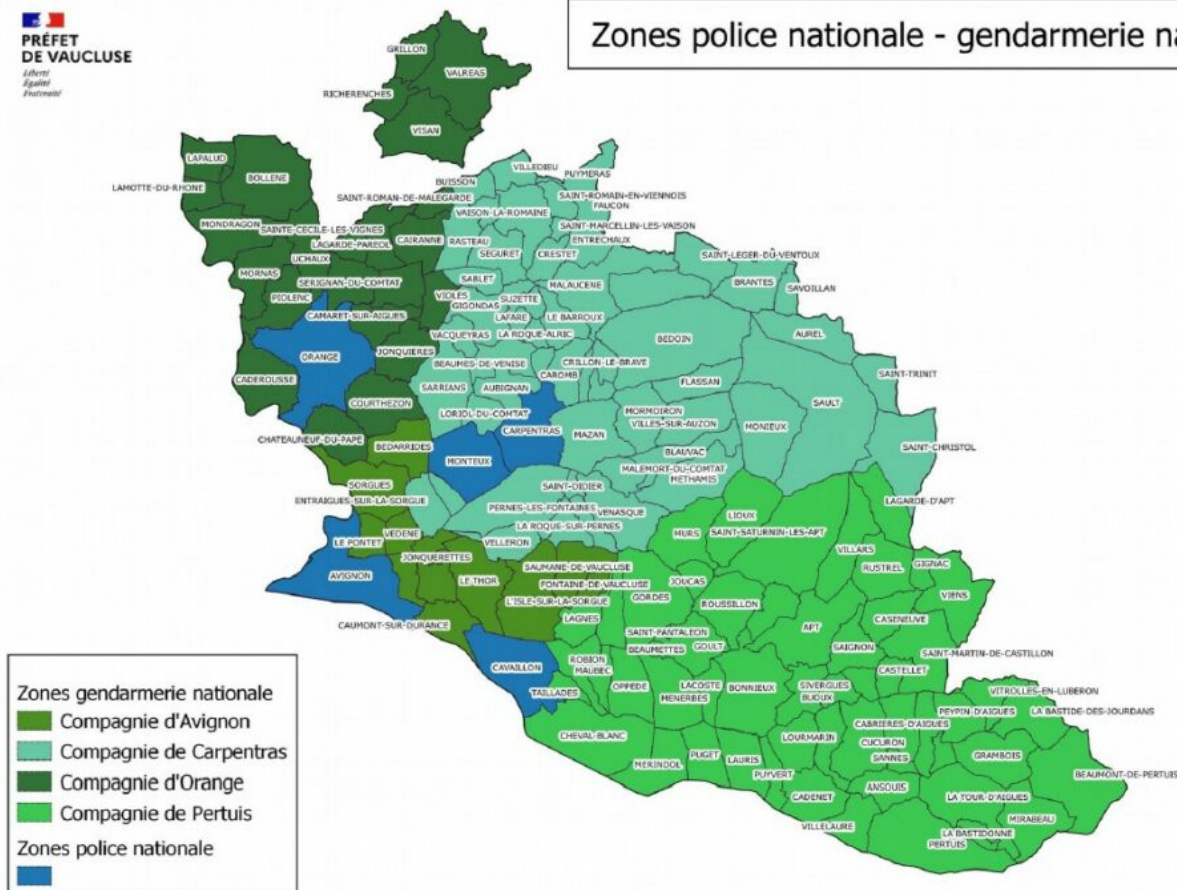 PRÉFET
DE VAUCLUSE
Liberté
Égalité
Fraternité
Zones police nationale - gendarmerie na
GRILLON
VALREAS
RICHERENCHES
VISAN
LAPALUD
BOLLENE
LAMOTTE-DU-RHONE
VILLEDIEU
PUYMERAS
BUISSON
SAINT-ROMAN-DE-MALEGARDE
SAINT-ROMAIN-EN-VIENNOIS
FAUCON
VAISON-LA-ROMAINE
MONDRAGON
SAINTE-CECILE-LES-VIGNES
SAINT-MARCELLIN-LES-VAISON
LAGARDE-PAREOL
CAIRANNE
RASTEAU
ENTRECHAUX
UCHAUX
SEGURET
CRESTET
SAINT-LEGER-DU-VENTOUX
MORNAS
SERIGNAN-DU-COMTAT
SABLET
MALAUCENE
BRANTES
SAVOILLAN
PIOLENC
VIOLES
GIGONDAS
SUZETTE
CAMARET-SUR-AIGUES
LAFARE
LE BARROUX
VACQUEYRAS
LA ROQUE-ALRIC
BEDOIN
AUREL
ORANGE
JONQUIERES
BEAUMES-DE-VENISE
CRILLON-LE-BRAVE
CAROMB
SAINT-TRINIT
CADEROUSSE
SARRIANS
AUBIGNAN
FLASSAN
COURTHEZON
LORIOL-DU-COMTAT
MORMOIRON
SAULT
CHATEAUNEUF-DU-PAPE
BEDARRIDES
CARPENTRAS
MAZAN
VILLES-SUR-AUZON
MONIEUX
SAINT-CHRISTOL
MONTEUX
BLAUVAC
MALEMORT-DU-COMTAT
METHAMIS
SORGUES
SAINT-DIDIER
ENTRAIGUES-SUR-LA-SORGUE
LAGARDE-D'APT
PERNES-LES-FONTAINES
VENASQUE
LIOUX
LA ROQUE-SUR-PERNES
MURS
SAINT-SATURNIN-LES-APT
VEDENE
LE PONTET
VELLERON
VILLARS
JONQUERETTES
SAUMANE-DE-VAUCLUSE
RUSTREL
GIGNAC
AVIGNON
LE THOR
FONTAINE-DE-VAUCLUSE
JOUCAS
GORDES
VIENS
L'ISLE-SUR-LA-SORGUE
ROUSSILLON
LAGNES
CASENEUVE
CAUMONT-SUR-DURANCE
SAINT-PANTALEON
APT
BEAUMETTES
GOULT
SAIGNON
SAINT-MARTIN-DE-CASTILLON
CAVAILLON
ROBION
MAUBEC
CASTELLET
TAILLADES
OPPEDE
LACOSTE
BONNIEUX
SIVERGUES
VITROLLES-EN-LUBERON
MENERBES
BUOUX
PEYPIN-D'AIGUES
LA BASTIDE-DES-JOURDANS
CABRIERES-D'AIGUES
CHEVAL-BLANC
LOURMARIN
CUCURON
PUGET
LAURIS
SANNES
GRAMBOIS
MERINDOL
PUYVERT
BEAUMONT-DE-PERTUIS
ANSOUIS
CADENET
LA TOUR-D'AIGUES
MIRABEAU
VILLELAURE
LA BASTIDONNE
PERTUIS
Zones gendarmerie nationale
Compagnie d'Avignon
Compagnie de Carpentras
Compagnie d'Orange
Compagnie de Pertuis
Zones police nationale